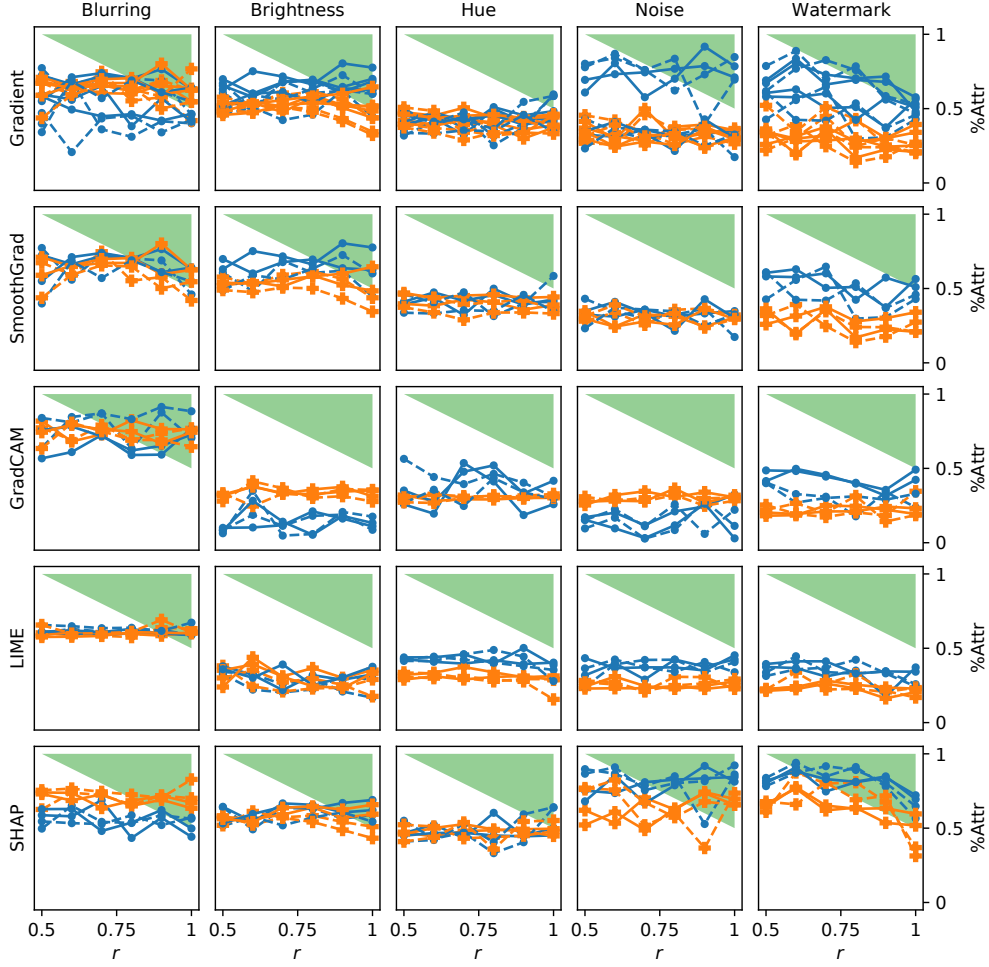 Blurring Brightness Hue Noise Watermark
Gradient 1 0.5 0 %Attr
SmoothGrad 1 0.5 0 %Attr
GradCAM 1 0.5 0 %Attr
LIME 1 0.5 0 %Attr
SHAP 1 0.5 0 %Attr
0.5 0.75 1 0.5 0.75 1 0.5 0.75 1 0.5 0.75 1 0.5 0.75 1
r r r r r